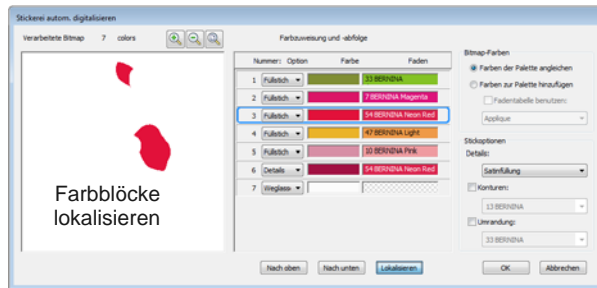 Stickerei autom. digitalisieren
Verarbeitete Bitmap 7 colors
Farbblöcke
lokalisieren
Farbzuweisung und -abfolge
Nummer: Option Farbe Faden
1 Füllstich 33 BERNINA
2 Füllstich 7 BERNINA Magenta
3 Füllstich 54 BERNINA Neon Red
4 Füllstich 47 BERNINA Light
5 Füllstich 10 BERNINA Pink
6 Details 54 BERNINA Neon Red
7 Weglasse
Nach oben Nach unten Lokalisieren
Bitmap-Farben
Farben der Palette angleichen
Farben zur Palette hinzufügen
Fadentabelle benutzen:
Applique
Stickoptionen
Details:
Satinfüllung
Konturen:
13 BERNINA
Umrandung:
33 BERNINA
OK Abbrechen